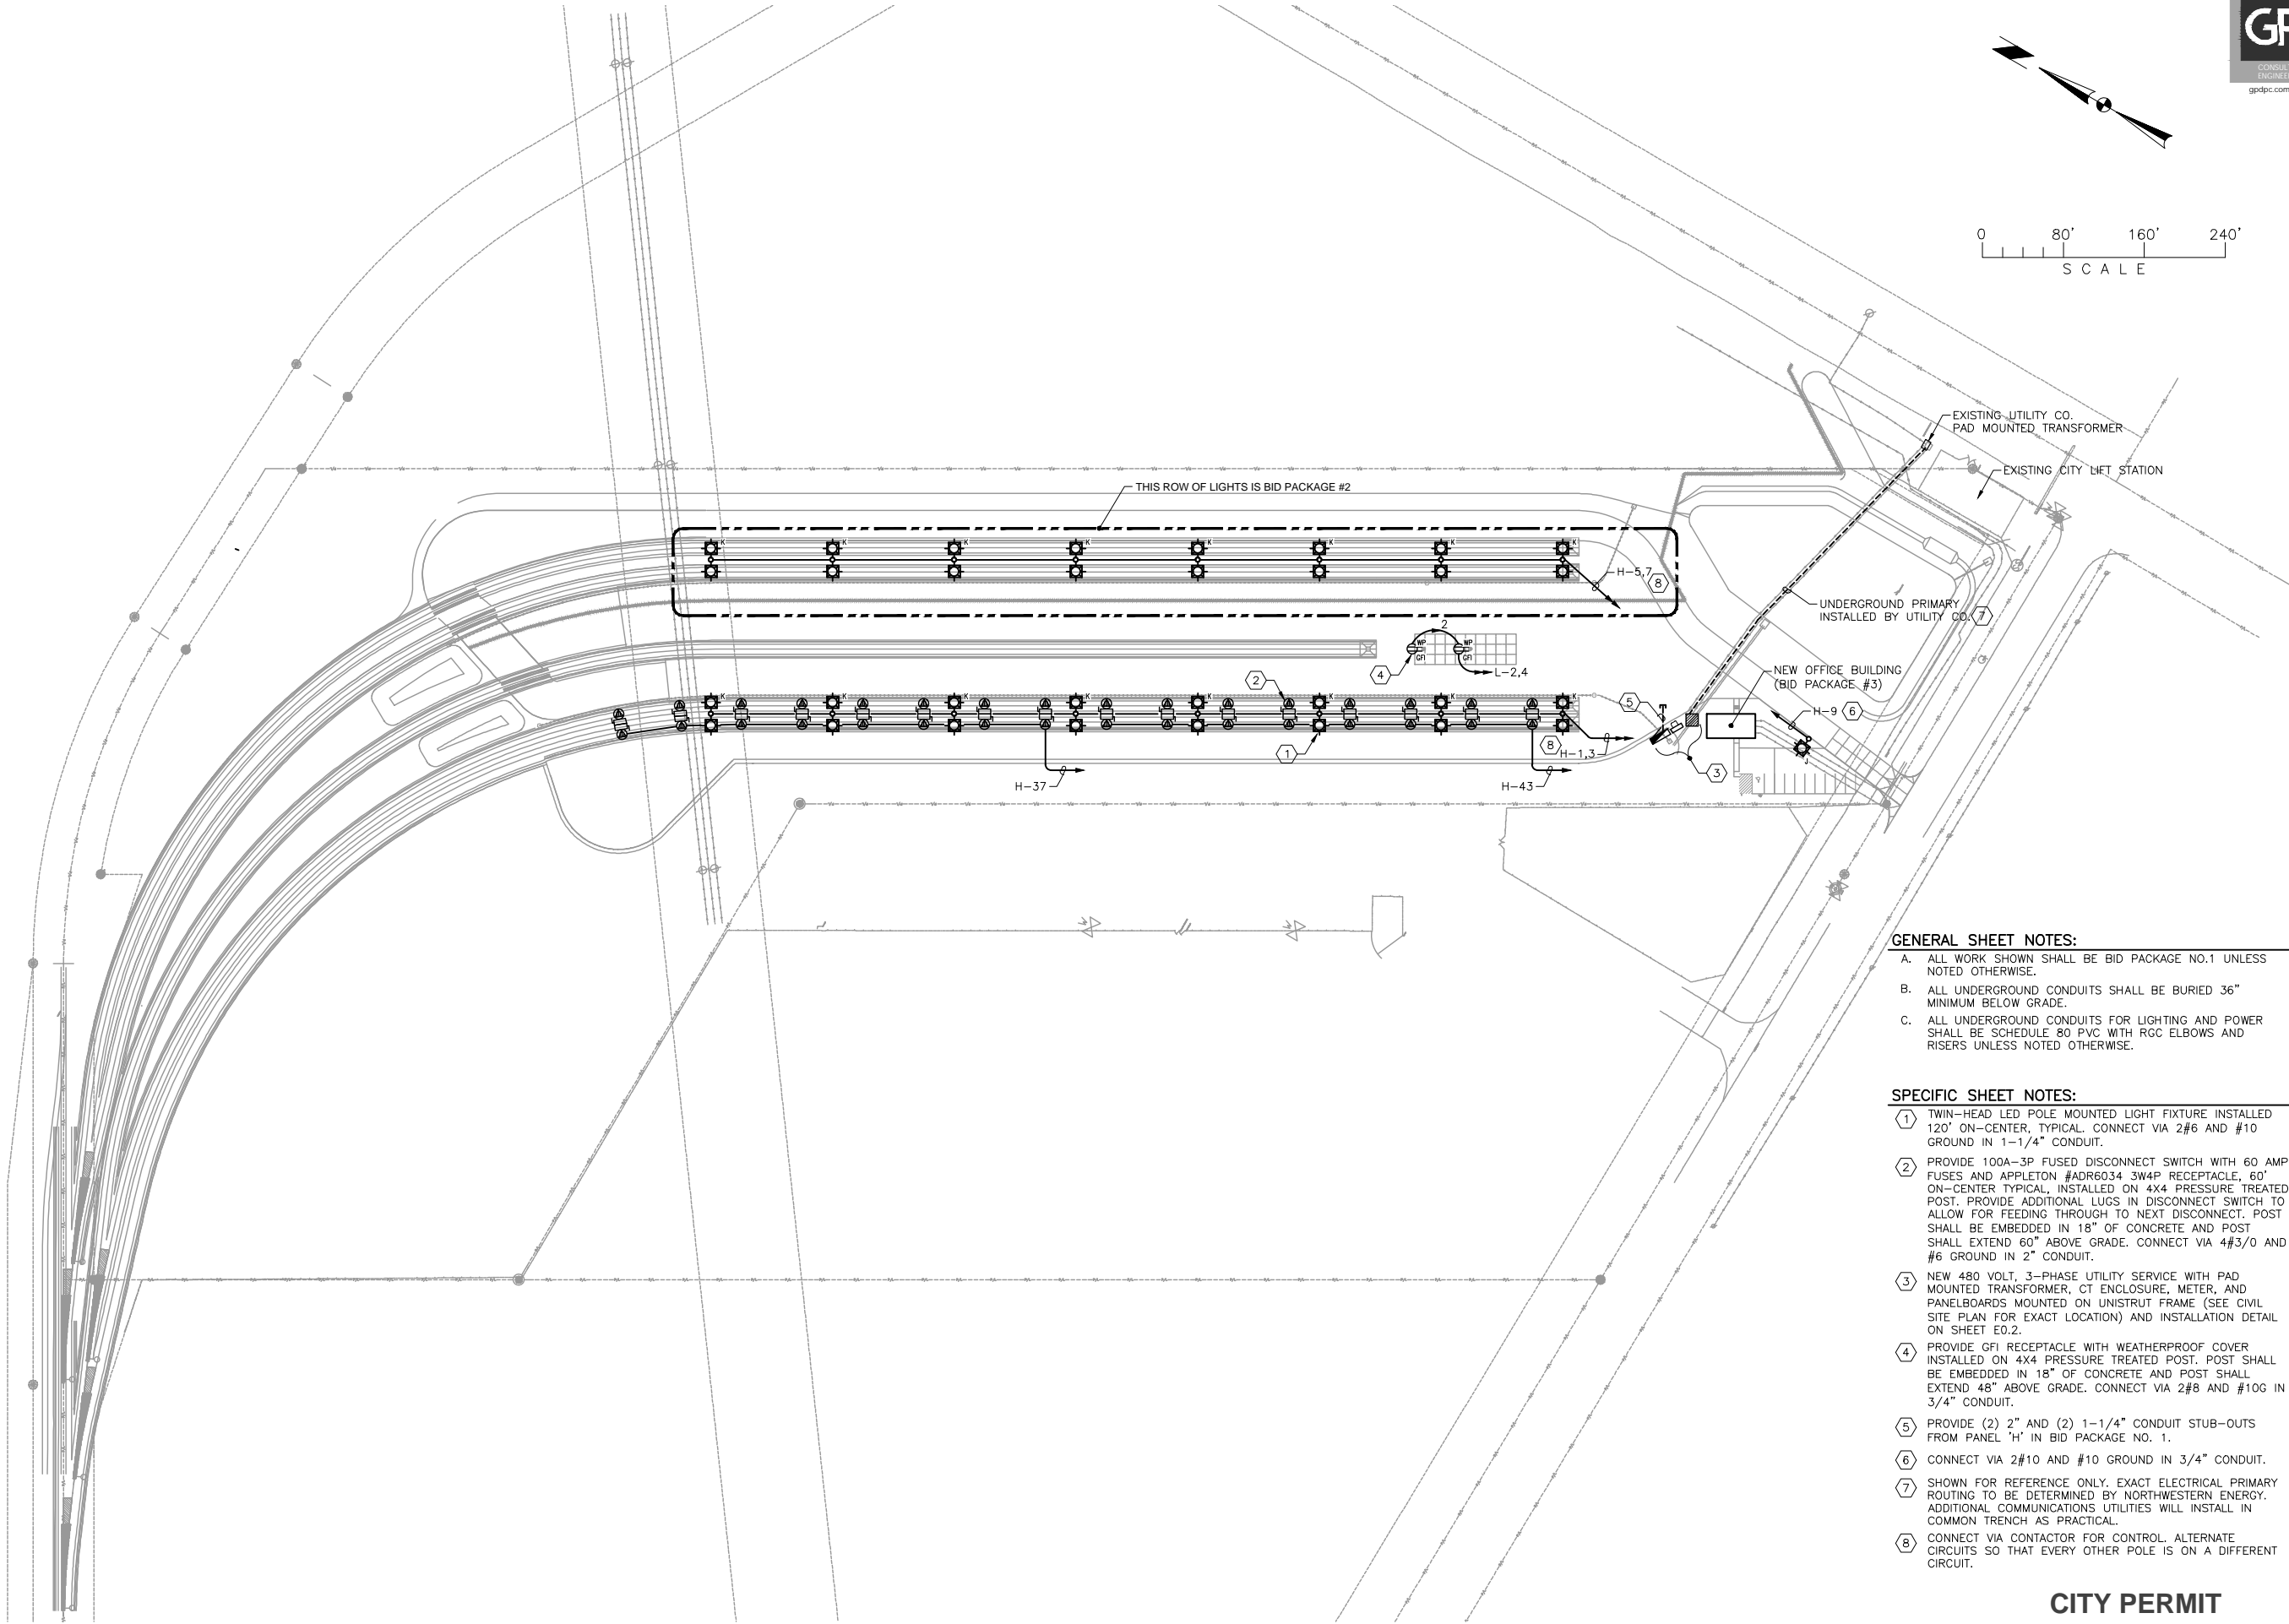 GP
CONSUL
ENGINEE
gpdpc.com
0 80' 160' 240'
SCALE
EXISTING UTILITY CO.
PAD MOUNTED TRANSFORMER
EXISTING CITY LIFT STATION
THIS ROW OF LIGHTS IS BID PACKAGE #2
K K K K K K K K
H-5,7
8
UNDERGROUND PRIMARY
INSTALLED BY UTILITY CO.
7
2
WP WP
GFI GFI
4
L-2,4
NEW OFFICE BUILDING
(BID PACKAGE #3)
2
K K K K K K K K
5
T
H-9
6
J
8
H-1,3
1
3
H-37
H-43
GENERAL SHEET NOTES:
A. ALL WORK SHOWN SHALL BE BID PACKAGE NO.1 UNLESS
NOTED OTHERWISE.
B. ALL UNDERGROUND CONDUITS SHALL BE BURIED 36"
MINIMUM BELOW GRADE.
C. ALL UNDERGROUND CONDUITS FOR LIGHTING AND POWER
SHALL BE SCHEDULE 80 PVC WITH RGC ELBOWS AND
RISERS UNLESS NOTED OTHERWISE.
SPECIFIC SHEET NOTES:
1 TWIN-HEAD LED POLE MOUNTED LIGHT FIXTURE INSTALLED
120' ON-CENTER, TYPICAL. CONNECT VIA 2#6 AND #10
GROUND IN 1-1/4" CONDUIT.
2 PROVIDE 100A-3P FUSED DISCONNECT SWITCH WITH 60 AMP
FUSES AND APPLETON #ADR6034 3W4P RECEPTACLE, 60'
ON-CENTER TYPICAL, INSTALLED ON 4X4 PRESSURE TREATED
POST. PROVIDE ADDITIONAL LUGS IN DISCONNECT SWITCH TO
ALLOW FOR FEEDING THROUGH TO NEXT DISCONNECT. POST
SHALL BE EMBEDDED IN 18" OF CONCRETE AND POST
SHALL EXTEND 60" ABOVE GRADE. CONNECT VIA 4#3/0 AND
#6 GROUND IN 2" CONDUIT.
3 NEW 480 VOLT, 3-PHASE UTILITY SERVICE WITH PAD
MOUNTED TRANSFORMER, CT ENCLOSURE, METER, AND
PANELBOARDS MOUNTED ON UNISTRUT FRAME (SEE CIVIL
SITE PLAN FOR EXACT LOCATION) AND INSTALLATION DETAIL
ON SHEET E0.2.
4 PROVIDE GFI RECEPTACLE WITH WEATHERPROOF COVER
INSTALLED ON 4X4 PRESSURE TREATED POST. POST SHALL
BE EMBEDDED IN 18" OF CONCRETE AND POST SHALL
EXTEND 48" ABOVE GRADE. CONNECT VIA 2#8 AND #10G IN
3/4" CONDUIT.
5 PROVIDE (2) 2" AND (2) 1-1/4" CONDUIT STUB-OUTS
FROM PANEL 'H' IN BID PACKAGE NO. 1.
6 CONNECT VIA 2#10 AND #10 GROUND IN 3/4" CONDUIT.
7 SHOWN FOR REFERENCE ONLY. EXACT ELECTRICAL PRIMARY
ROUTING TO BE DETERMINED BY NORTHWESTERN ENERGY.
ADDITIONAL COMMUNICATIONS UTILITIES WILL INSTALL IN
COMMON TRENCH AS PRACTICAL.
8 CONNECT VIA CONTACTOR FOR CONTROL. ALTERNATE
CIRCUITS SO THAT EVERY OTHER POLE IS ON A DIFFERENT
CIRCUIT.
CITY PERMIT